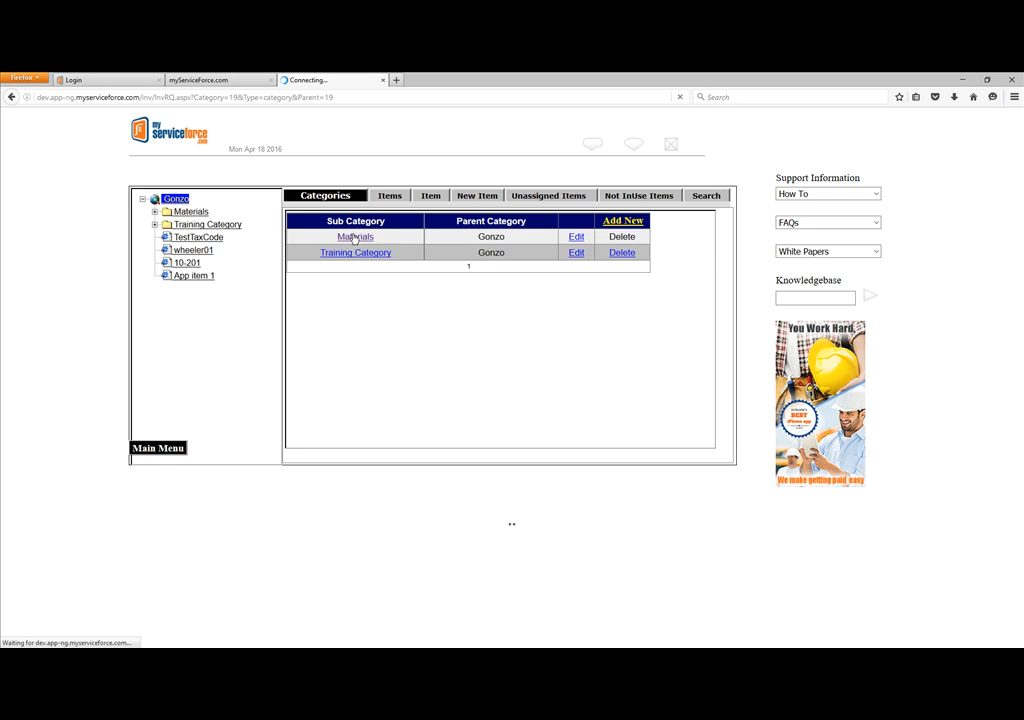 Firefox
Login
myServiceForce.com
Connecting...
dev.app-ng.myserviceforce.com/inv/InvRQ.aspx?Category=19&Type=category&Parent=19
Search
my
serviceforce
.com
Mon Apr 18 2016
Gonzo
Materials
Training Category
TestTaxCode
wheeler01
10-201
App item 1
Main Menu
Categories Items Item New Item Unassigned Items Not InUse Items Search
Sub Category Parent Category Add New
Materials Gonzo Edit Delete
Training Category Gonzo Edit Delete
1
Support Information
How To
FAQs
White Papers
Knowledgebase
You Work Hard,
BEST
iPhone app
We make getting paid easy
Waiting for dev.app-ng.myserviceforce.com...